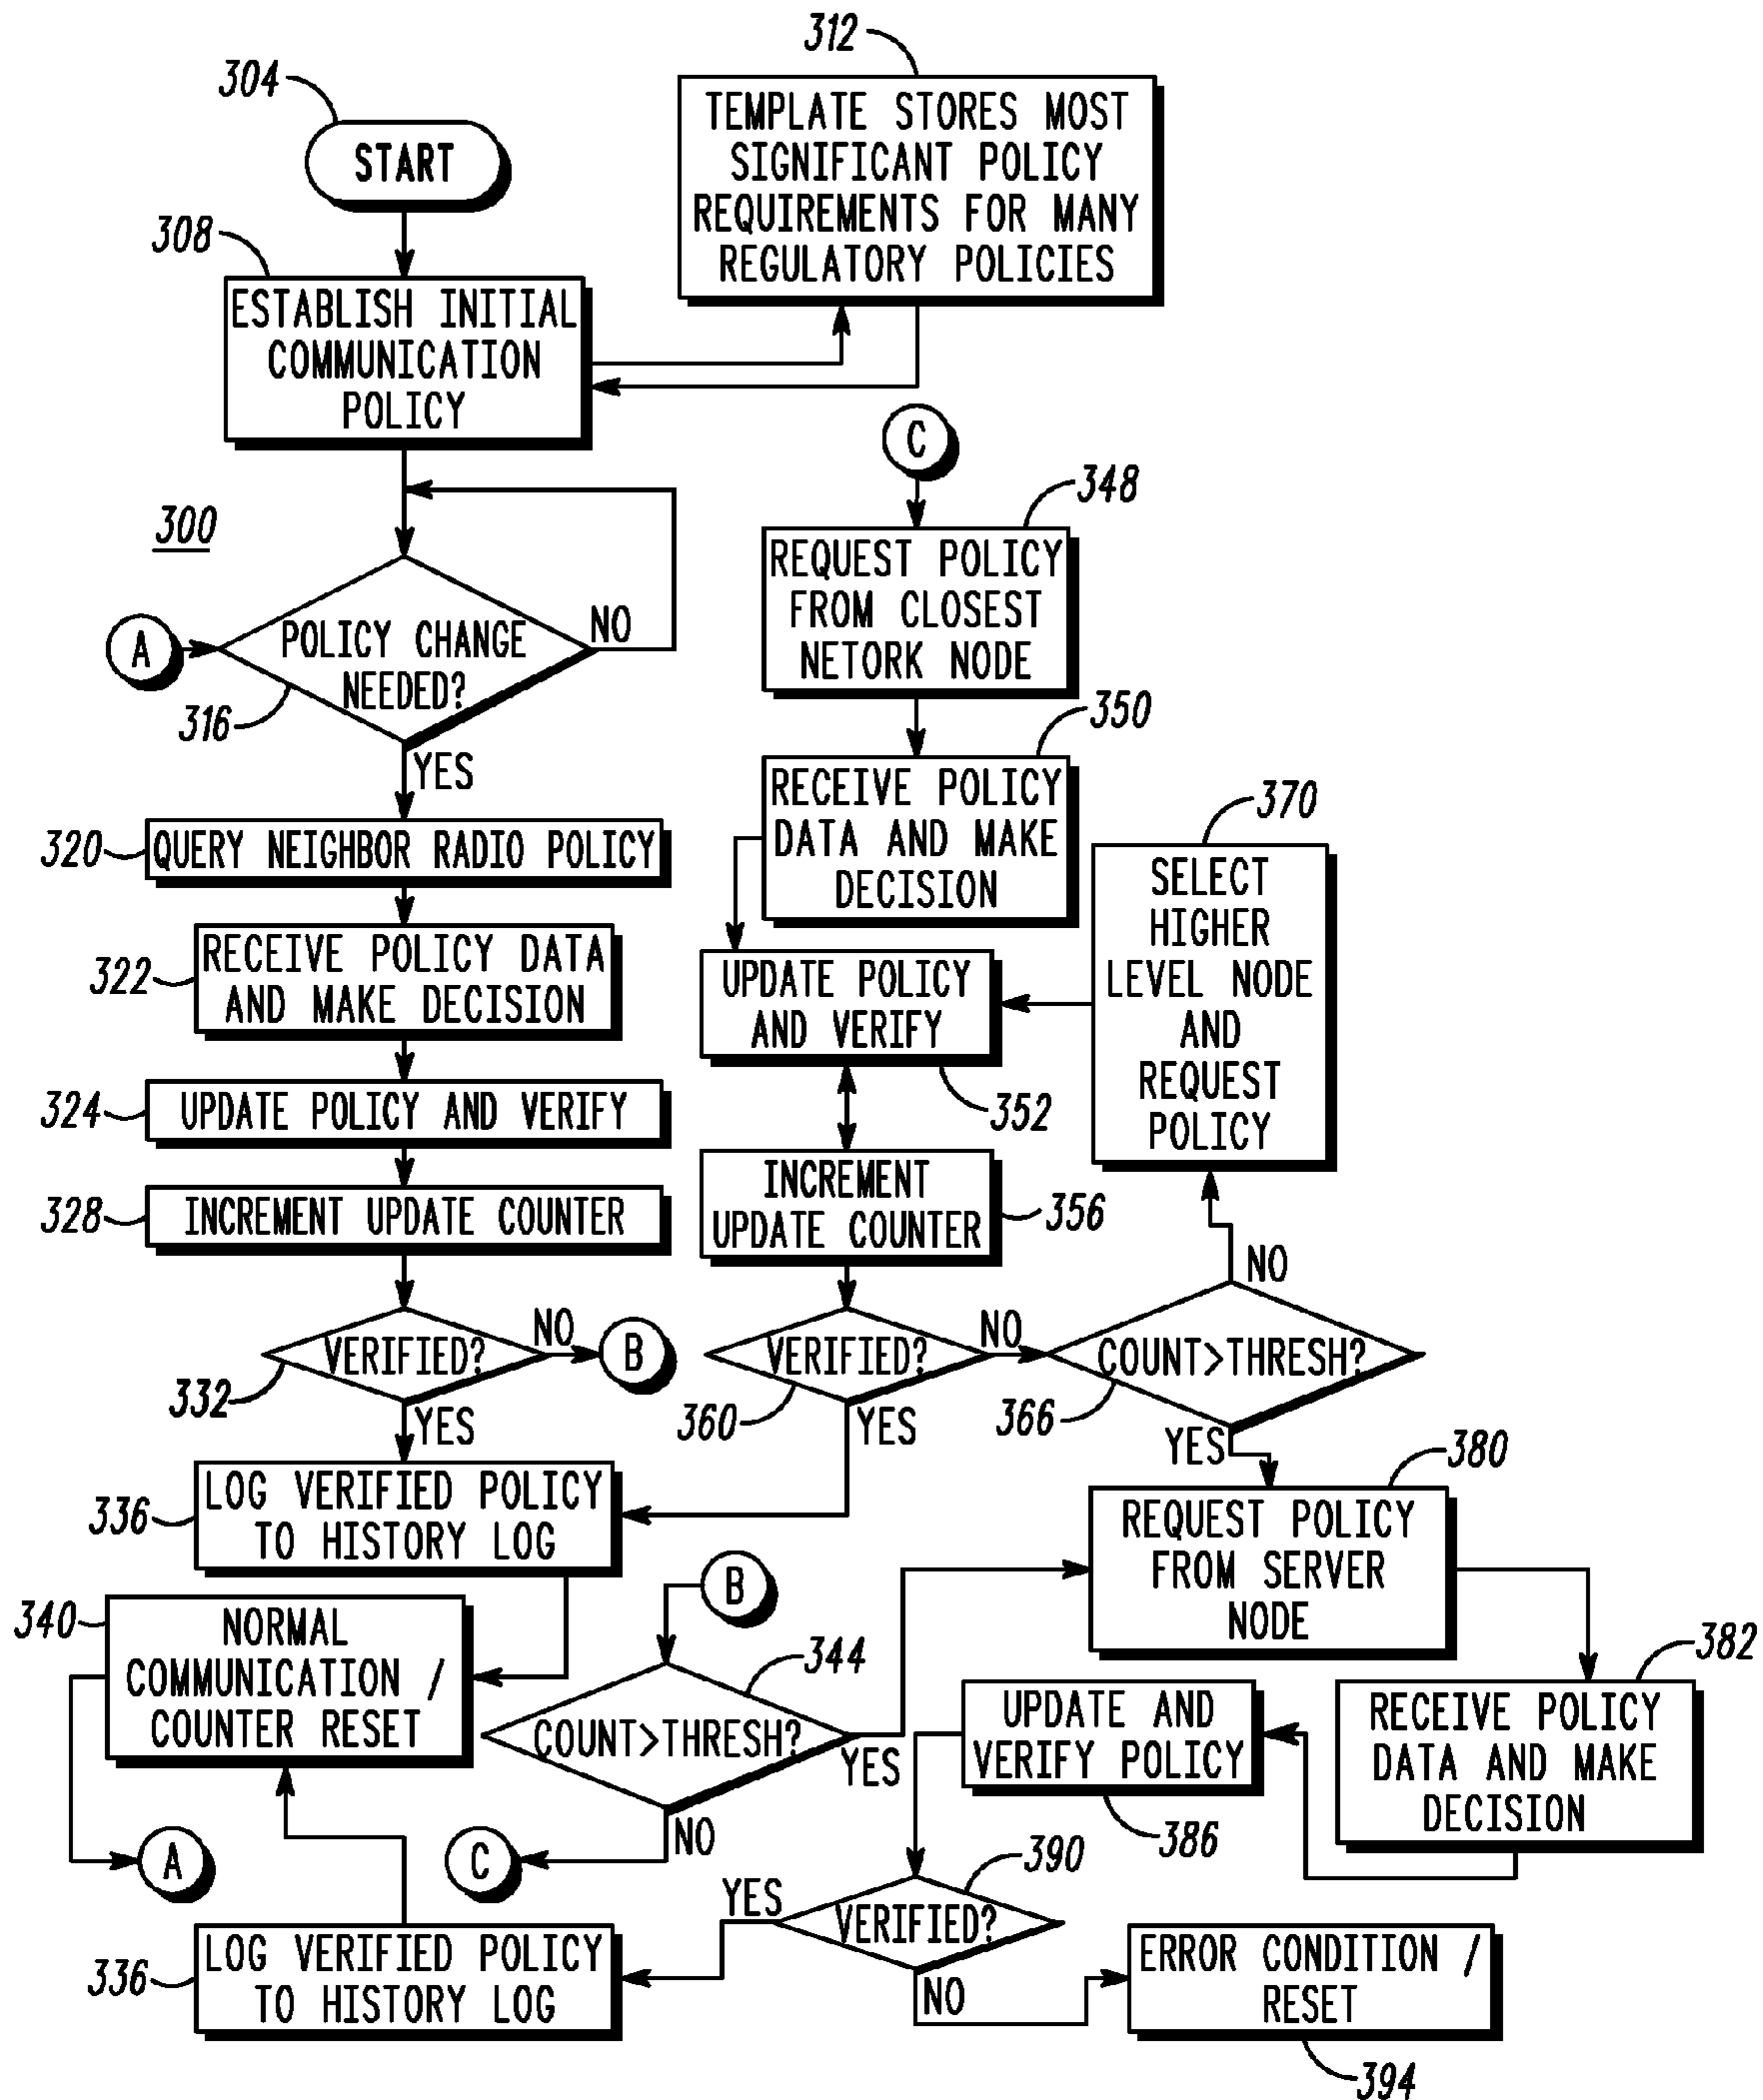 312
304
TEMPLATE STORES MOST
SIGNIFICANT POLICY
REQUIREMENTS FOR MANY
REGULATORY POLICIES
START
308
ESTABLISH INITIAL
COMMUNICATION
POLICY
C
300
348
REQUEST POLICY
FROM CLOSEST
NETORK NODE
A
POLICY CHANGE
NEEDED?
NO
316
YES
350
RECEIVE POLICY
DATA AND MAKE
DECISION
320
QUERY NEIGHBOR RADIO POLICY
370
SELECT
HIGHER
LEVEL NODE
AND
REQUEST
POLICY
322
RECEIVE POLICY DATA
AND MAKE DECISION
UPDATE POLICY
AND VERIFY
352
324
UPDATE POLICY AND VERIFY
328
INCREMENT UPDATE COUNTER
INCREMENT
UPDATE COUNTER
356
NO
VERIFIED?
NO
B
332
YES
VERIFIED?
NO
360
YES
COUNT>THRESH?
366
YES
380
336
LOG VERIFIED POLICY
TO HISTORY LOG
REQUEST POLICY
FROM SERVER
NODE
B
340
NORMAL
COMMUNICATION /
COUNTER RESET
344
COUNT>THRESH?
YES
NO
382
UPDATE AND
VERIFY POLICY
386
RECEIVE POLICY
DATA AND MAKE
DECISION
A
C
390
YES
VERIFIED?
NO
336
LOG VERIFIED POLICY
TO HISTORY LOG
ERROR CONDITION /
RESET
394